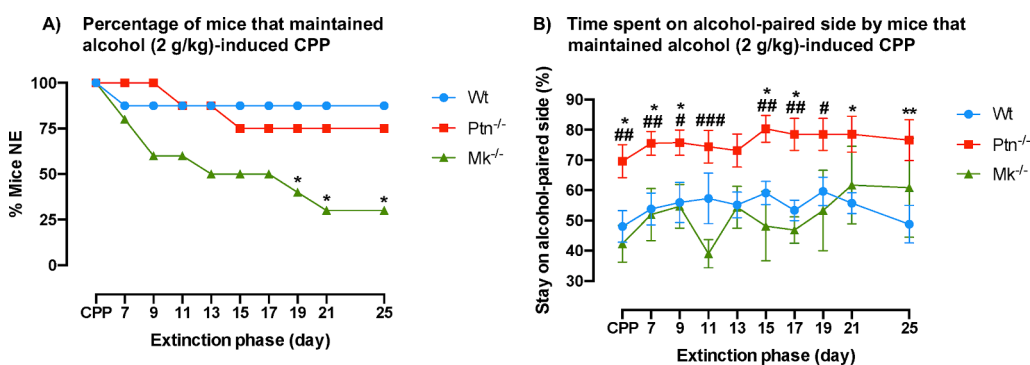 A) Percentage of mice that maintained
alcohol (2 g/kg)-induced CPP
% Mice NE
100
75
50
25
0
* * *
CPP 7 9 11 13 15 17 19 21 25
Extinction phase (day)
Wt
Ptn-/-
Mk-/-
B) Time spent on alcohol-paired side by mice that
maintained alcohol (2 g/kg)-induced CPP
Stay on alcohol-paired side (%)
90
80
70
60
50
40
30
* * * * * # * **
## ## # ### ## ##
CPP 7 9 11 13 15 17 19 21 25
Extinction phase (day)
Wt
Ptn-/-
Mk-/-